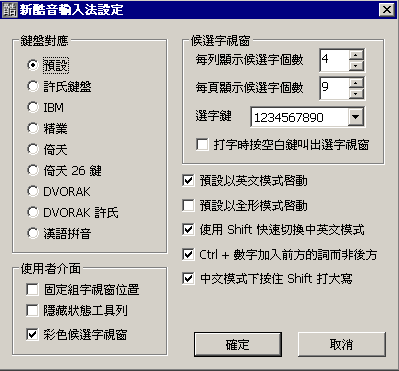 新酷音輸入法設定
鍵盤對應
預設
許氏鍵盤
IBM
精業
倚天
倚天 26 鍵
DVORAK
DVORAK 許氏
漢語拼音
使用者介面
固定組字視窗位置
隱藏狀態工具列
彩色候選字視窗
候選字視窗
每列顯示候選字個數 4
每頁顯示候選字個數 9
選字鍵 1234567890
打字時按空白鍵叫出選字視窗
預設以英文模式啟動
預設以全形模式啟動
使用 Shift 快速切換中英文模式
Ctrl + 數字加入前方的詞而非後方
中文模式下按住 Shift 打大寫
確定
取消